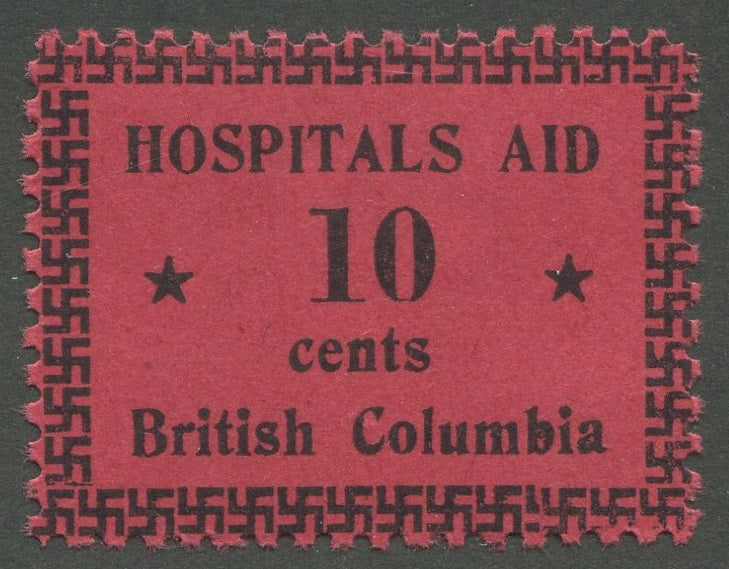 HOSPITALS AID
10
cents
British Columbia